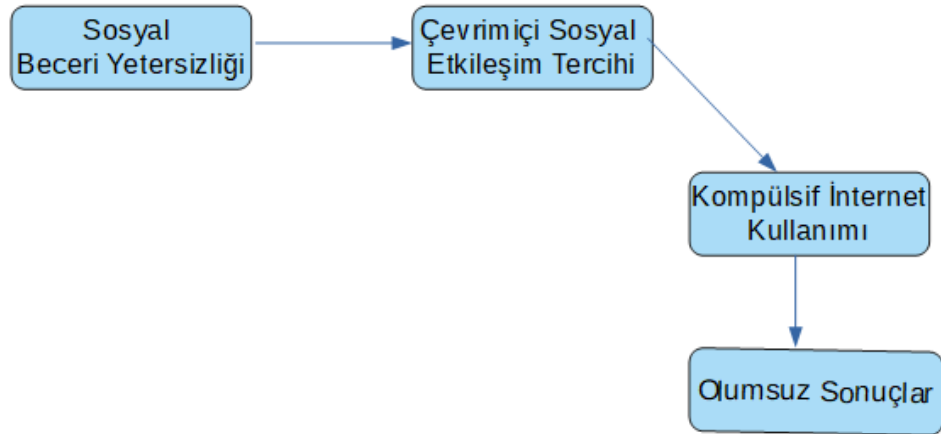 Sosyal
Beceri Yetersizliği
Çevrimiçi Sosyal
Etkileşim Tercihi
Kompülsif İnternet
Kullanımı
Olumsuz Sonuçlar